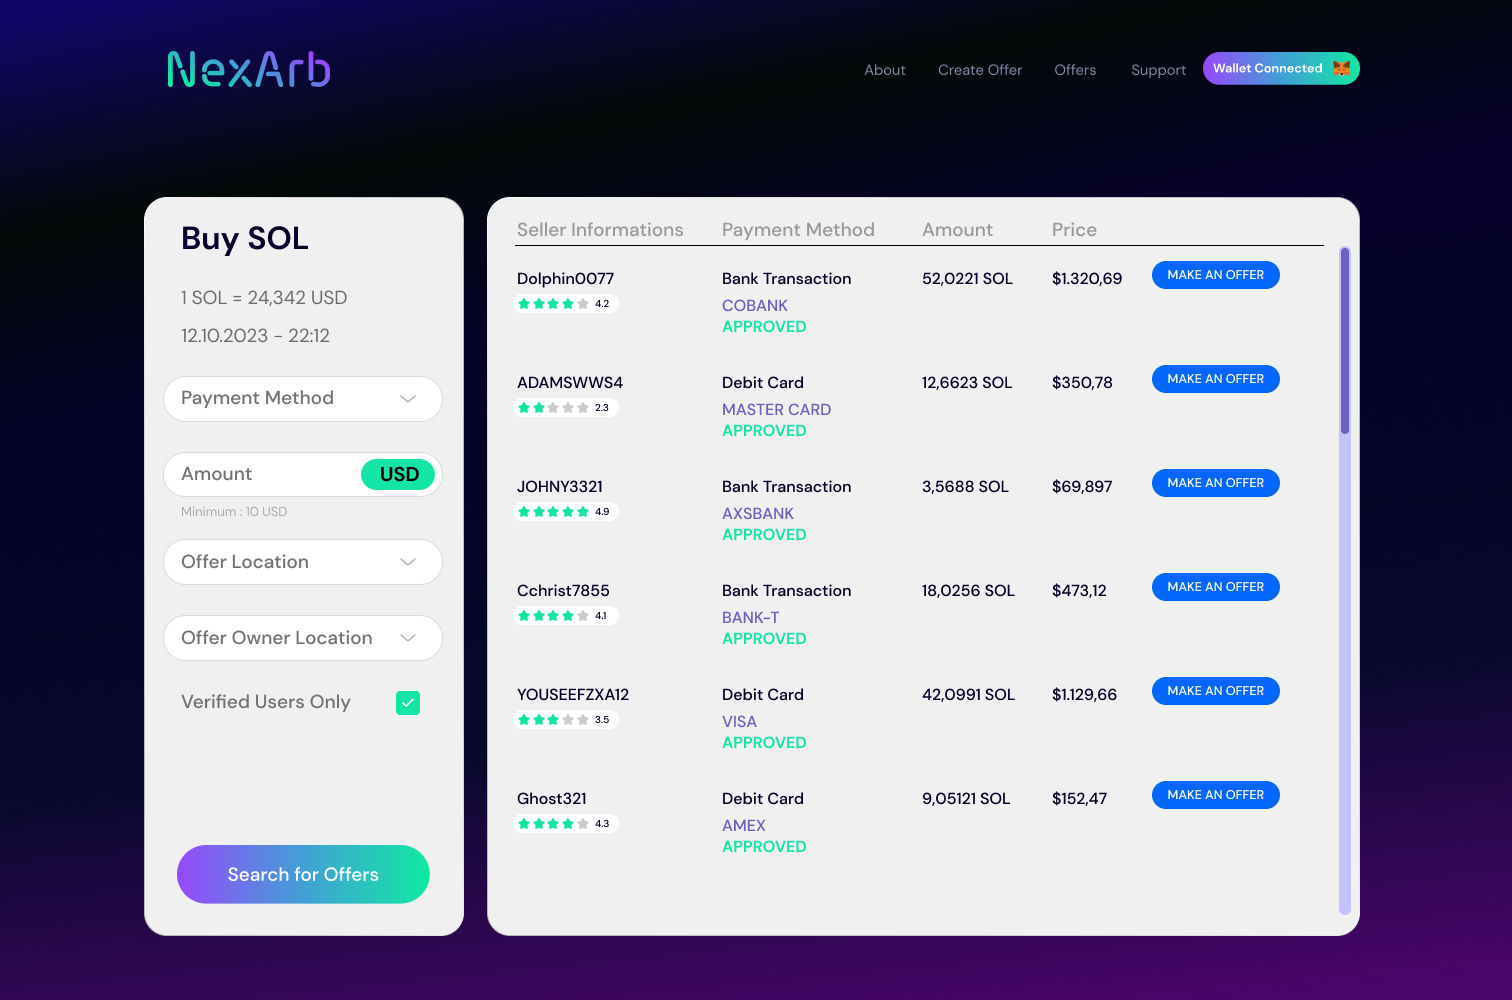 NexArb
About Create Offer Offers Support Wallet Connected
Buy SOL
1 SOL = 24,342 USD
12.10.2023 - 22:12
Payment Method
Amount USD
Minimum : 10 USD
Offer Location
Offer Owner Location
Verified Users Only
Search for Offers
Seller Informations Payment Method Amount Price
Dolphin0077 Bank Transaction 52,0221 SOL $1.320,69 MAKE AN OFFER
4.2 COBANK
APPROVED
ADAMSWWS4 Debit Card 12,6623 SOL $350,78 MAKE AN OFFER
2.3 MASTER CARD
APPROVED
JOHNY3321 Bank Transaction 3,5688 SOL $69,897 MAKE AN OFFER
4.9 AXSBANK
APPROVED
Cchrist7855 Bank Transaction 18,0256 SOL $473,12 MAKE AN OFFER
4.1 BANK-T
APPROVED
YOUSEEFZXA12 Debit Card 42,0991 SOL $1.129,66 MAKE AN OFFER
3.5 VISA
APPROVED
Ghost321 Debit Card 9,05121 SOL $152,47 MAKE AN OFFER
4.3 AMEX
APPROVED